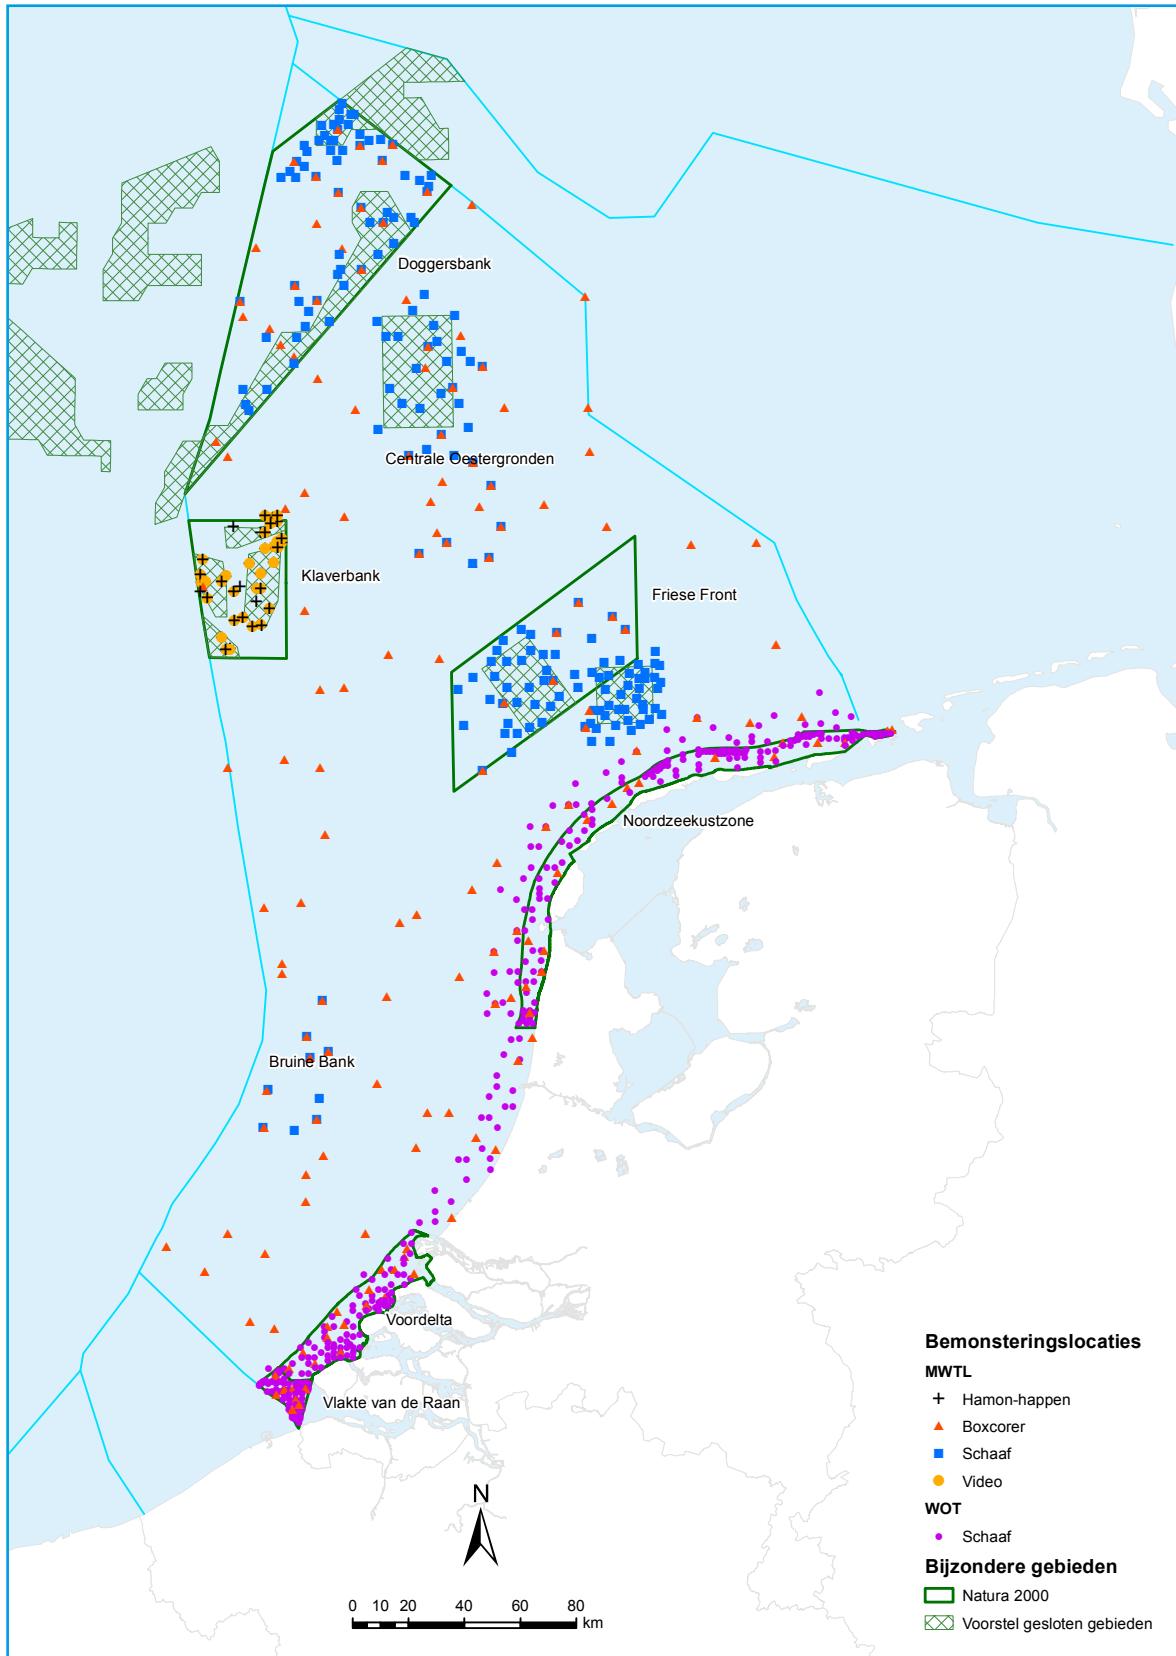 Doggersbank
Centrale Oestergronden
Klaverbank
Friese Front
Noordzeekustzone
Bruine Bank
Voordelta
Vlakte van de Raan
N
0 20 40 60 80
km
Bemonsteringslocaties
MWTL
Hamon-happen
Boxcorer
Schaaf
Video
WOT
Schaaf
Bijzondere gebieden
Natura 2000
Voorstel gesloten gebieden